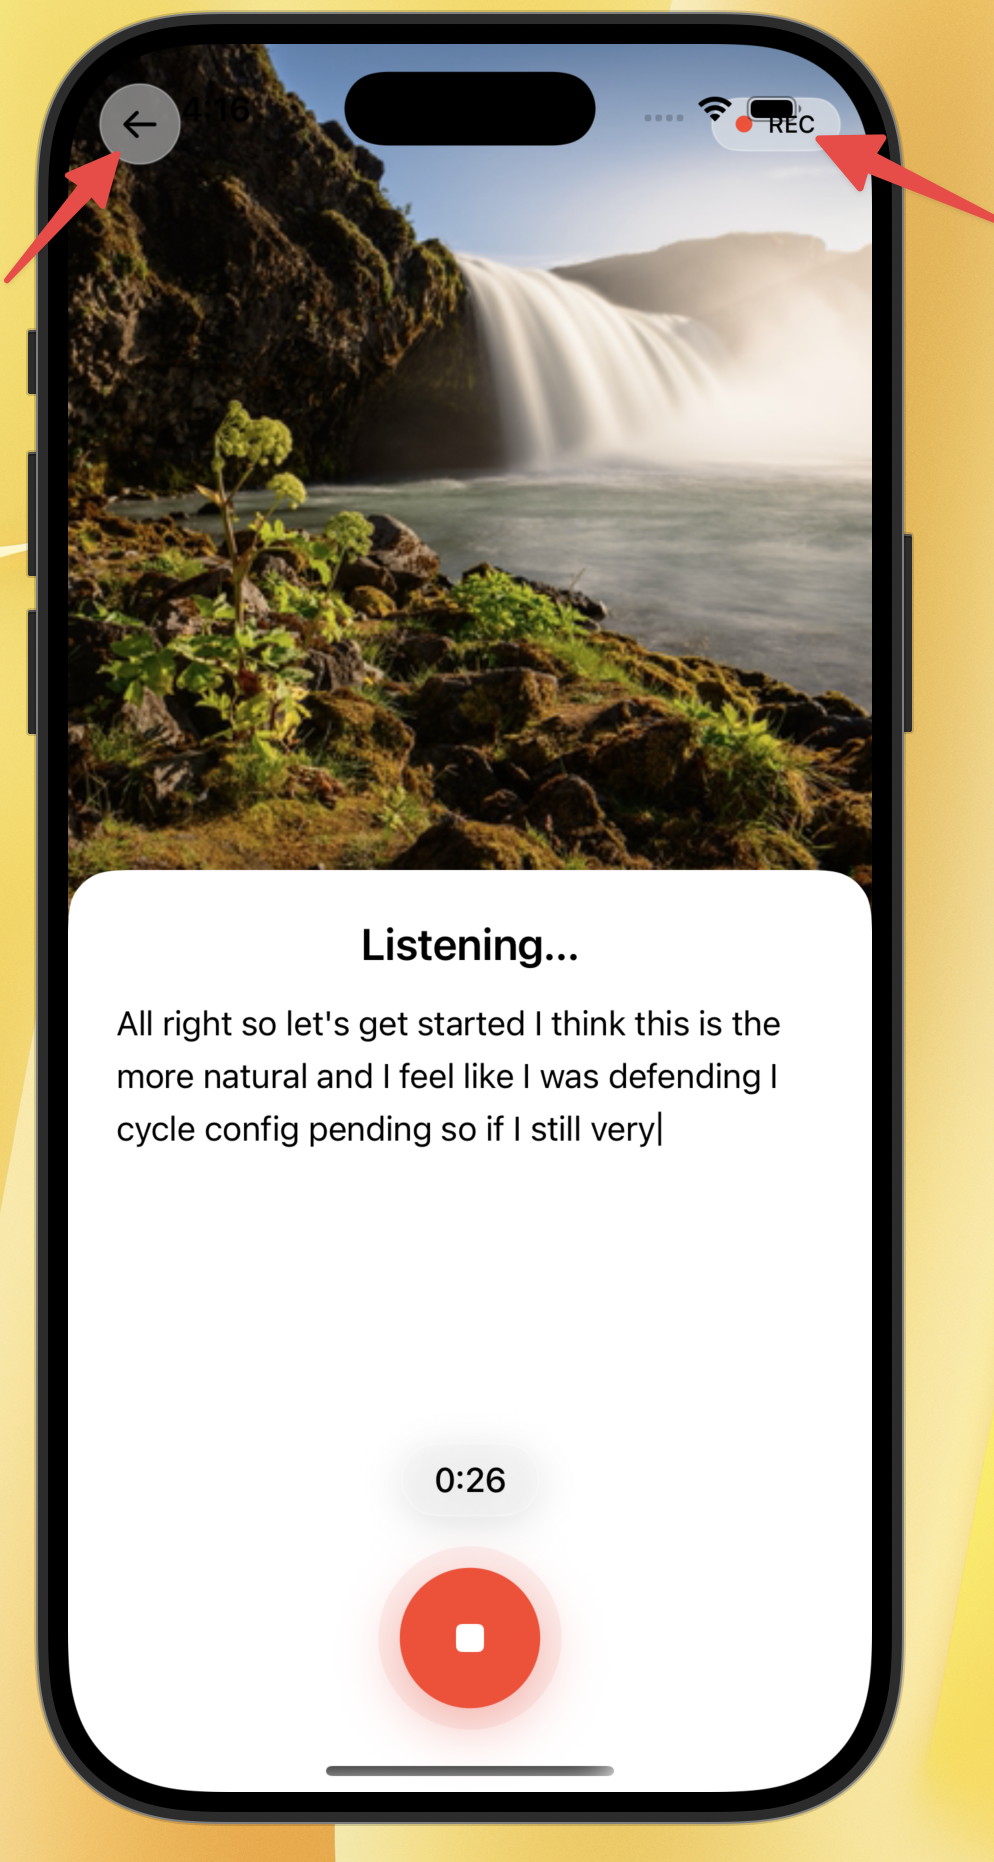 4:16
REC
Listening...
All right so let's get started I think this is the
more natural and I feel like I was defending I
cycle config pending so if I still very
0:26